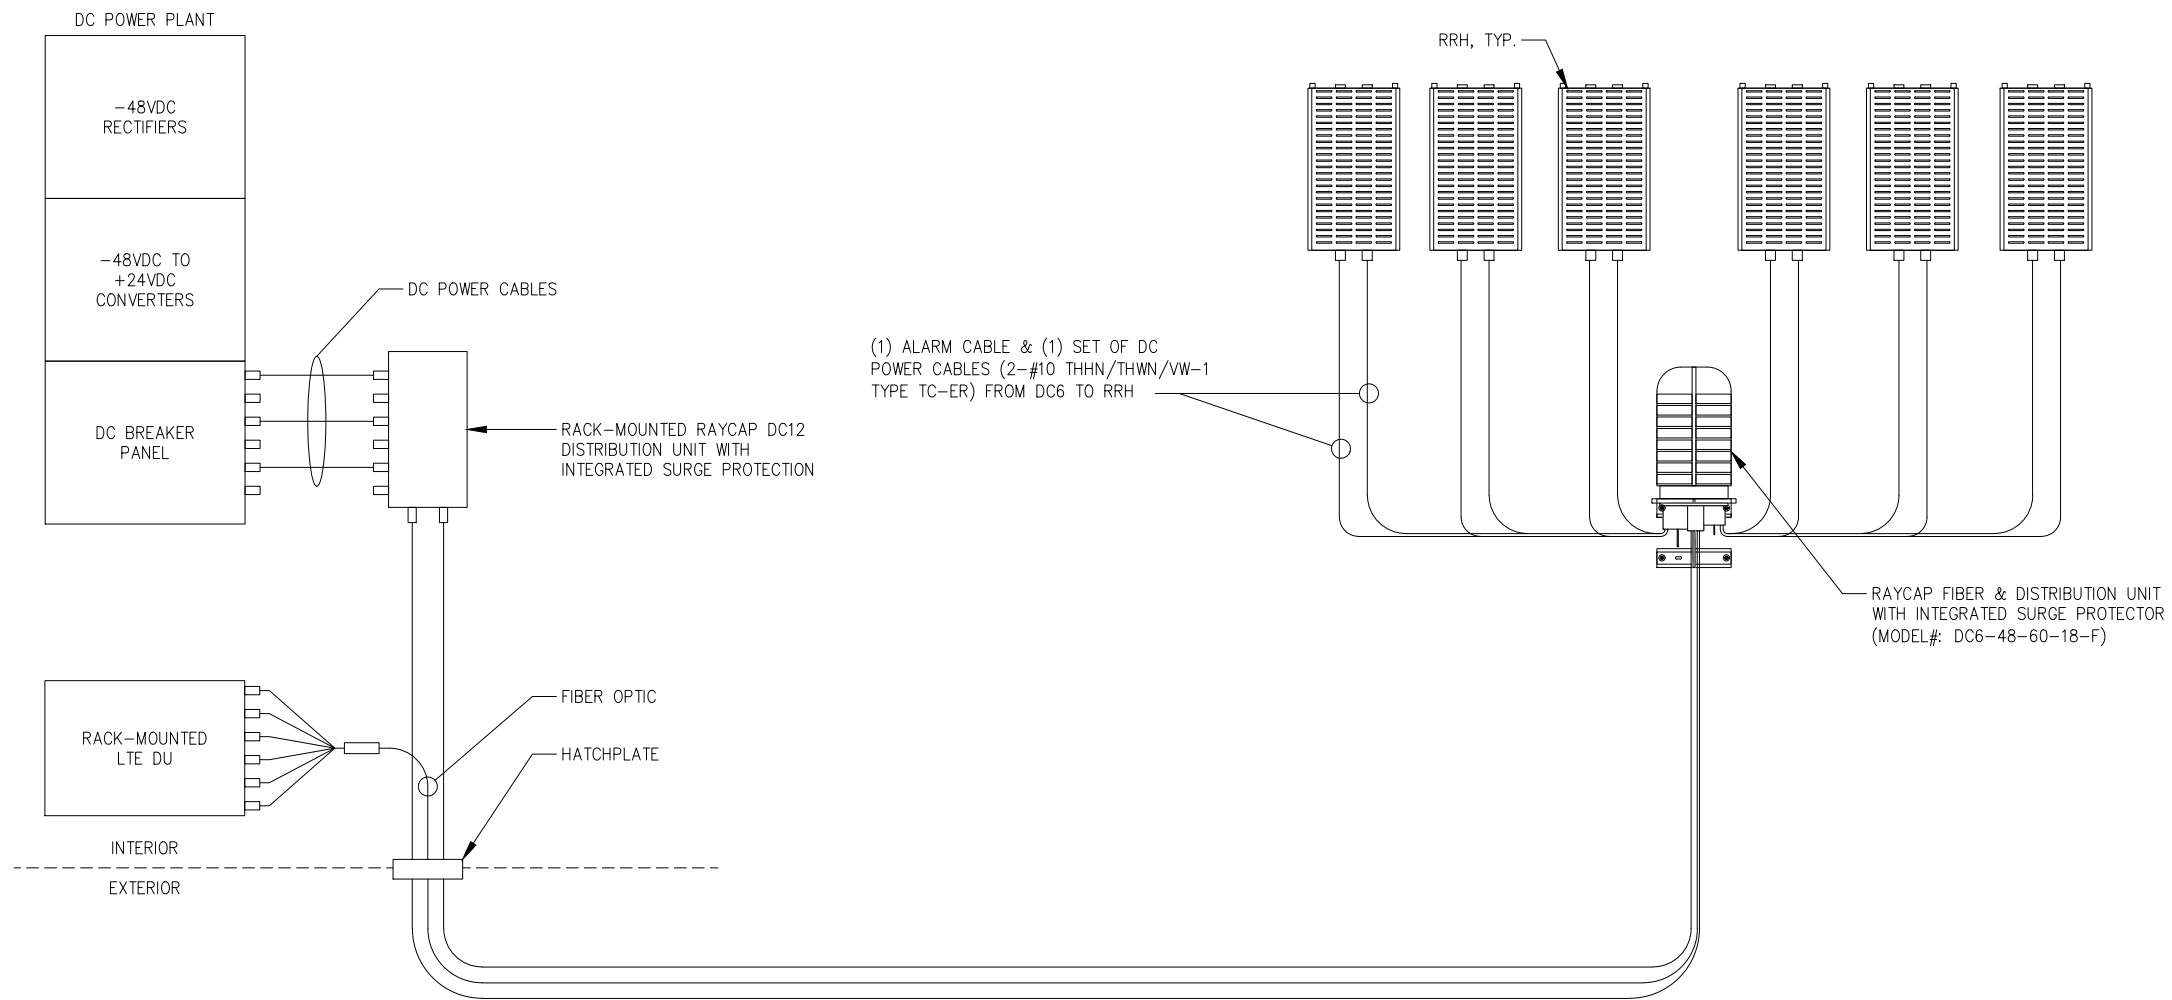 DC POWER PLANT
-48VDC
RECTIFIERS
-48VDC TO
+24VDC
CONVERTERS
DC BREAKER
PANEL
DC POWER CABLES
RACK-MOUNTED RAYCAP DC12
DISTRIBUTION UNIT WITH
INTEGRATED SURGE PROTECTION
RRH, TYP.
(1) ALARM CABLE & (1) SET OF DC
POWER CABLES (2-#10 THHN/THWN/VW-1
TYPE TC-ER) FROM DC6 TO RRH
RAYCAP FIBER & DISTRIBUTION UNIT
WITH INTEGRATED SURGE PROTECTOR
(MODEL#: DC6-48-60-18-F)
RACK-MOUNTED
LTE DU
FIBER OPTIC
HATCHPLATE
INTERIOR
EXTERIOR